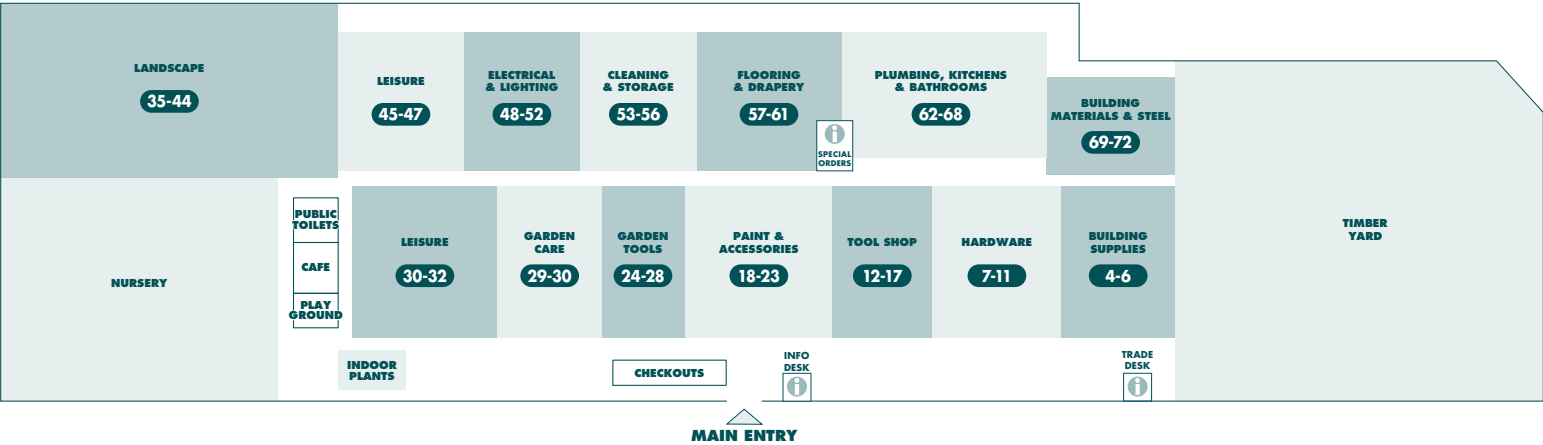 LANDSCAPE
35-44
LEISURE
45-47
ELECTRICAL
& LIGHTING
48-52
CLEANING
& STORAGE
53-56
FLOORING
& DRAPERY
57-61
SPECIAL
ORDERS
PLUMBING, KITCHENS
& BATHROOMS
62-68
BUILDING
MATERIALS & STEEL
69-72
TIMBER
YARD
NURSERY
PUBLIC
TOILETS
CAFE
PLAY
GROUND
LEISURE
30-32
GARDEN
CARE
29-30
GARDEN
TOOLS
24-28
PAINT &
ACCESSORIES
18-23
TOOL SHOP
12-17
HARDWARE
7-11
BUILDING
SUPPLIES
4-6
INDOOR
PLANTS
CHECKOUTS
INFO
DESK
TRADE
DESK
MAIN ENTRY